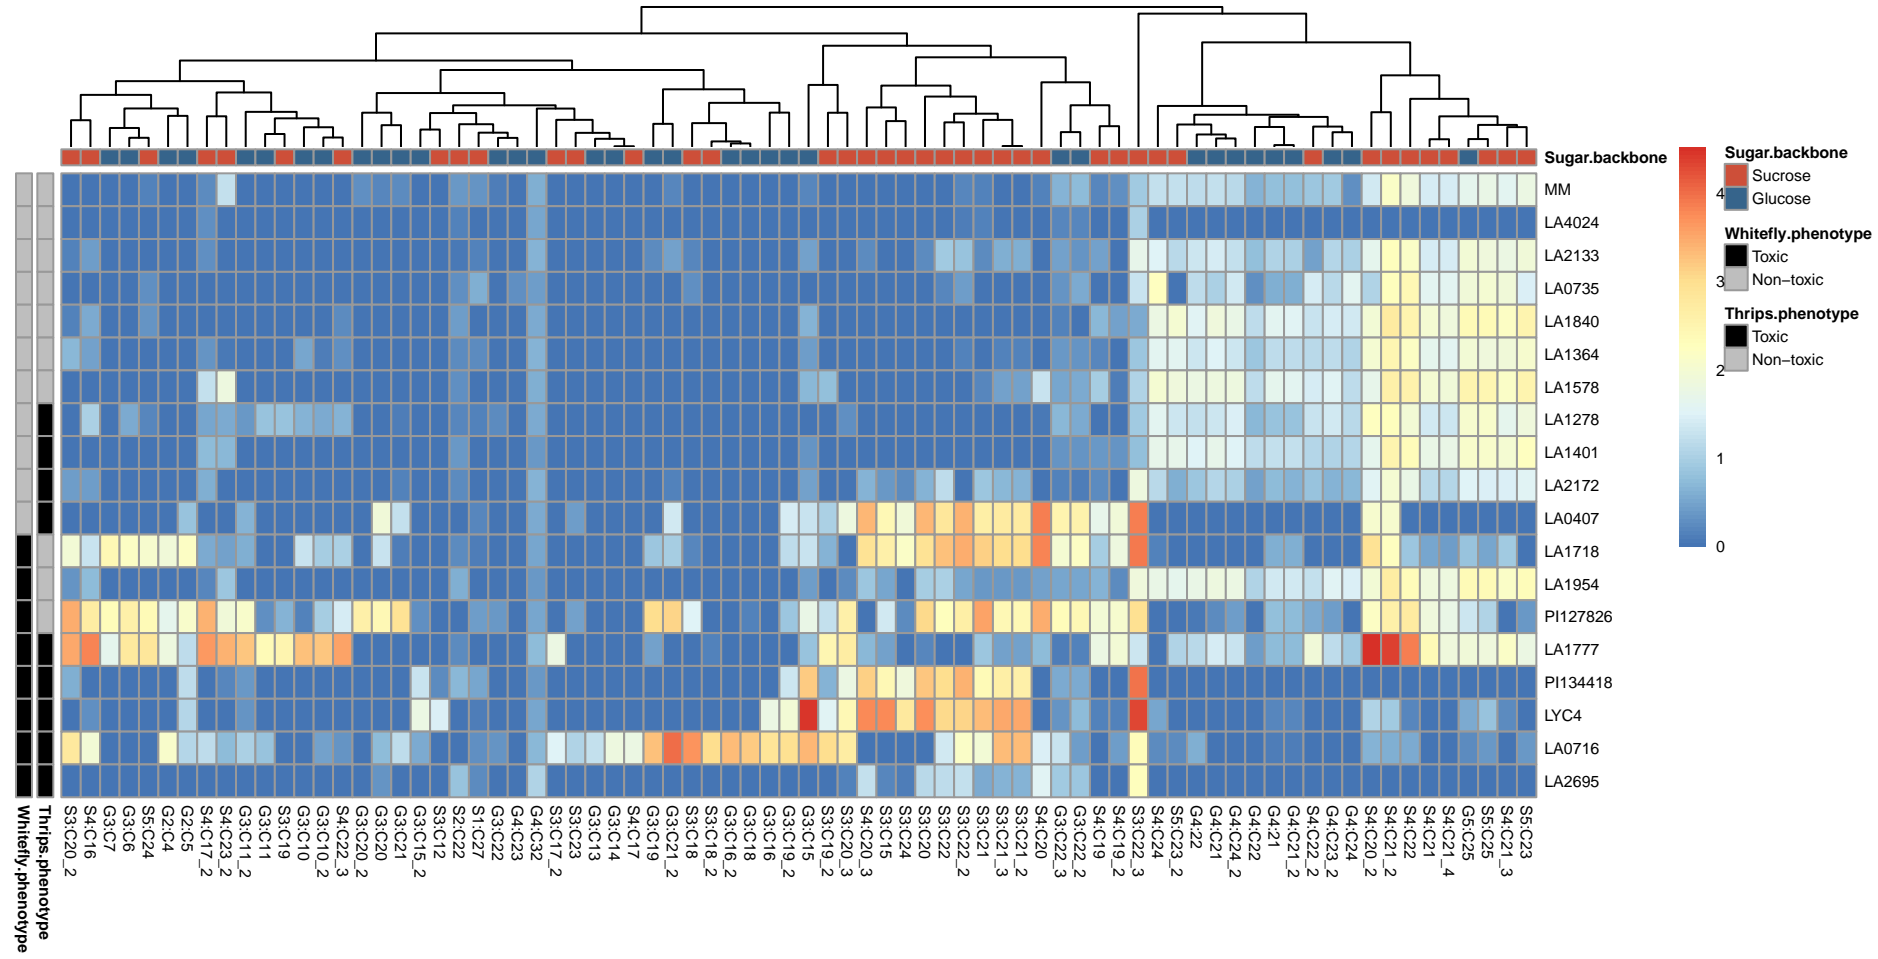 Sugar.backbone
MM
LA4024
LA2133
LA0735
LA1840
LA1364
LA1578
LA1278
LA1401
LA2172
LA0407
LA1718
LA1954
PI127826
LA1777
PI134418
LYC4
LA0716
LA2695
Whitefly.phenotype
Thrips.phenotype
S3:C20_2
S4:C16
G3:C7
G3:C6
S5:C24
G2:C4
G2:C5
S4:C17_2
S4:C23_2
G3:C11_2
G3:C11
S3:C19
G3:C10
G3:C10_2
S4:C22_3
G3:C20_2
G3:C20
G3:C21
G3:C15_2
S3:C12
S2:C22
S1:C27
G3:C22
G4:C23
G4:C32
S3:C17_2
S3:C23
G3:C13
G3:C14
S4:C17
G3:C19
G3:C21_2
S3:C18
S3:C18_2
G3:C16_2
G3:C18
G3:C16
G3:C19_2
G3:C15
S3:C19_2
S3:C20_3
S4:C20_3
S3:C15
S3:C24
S3:C20
S3:C22
S3:C22_2
S3:C21
S3:C21_3
S3:C21_2
S4:C20
G3:C22_3
G3:C22_2
S4:C19
S4:C19_2
S3:C22_3
S4:C24
S5:C23_2
G4:22
G4:C21
G4:C24_2
G4:C22
G4:21
G4:C21_2
S4:C22_2
G4:C23_2
G4:C24
S4:C20_2
S4:C21_2
S4:C22
S4:C21
S4:C21_4
G5:C25
S5:C25
S4:C21_3
S5:C23
4
3
2
1
0
Sugar.backbone
Sucrose
Glucose
Whitefly.phenotype
Toxic
Non−toxic
Thrips.phenotype
Toxic
Non−toxic